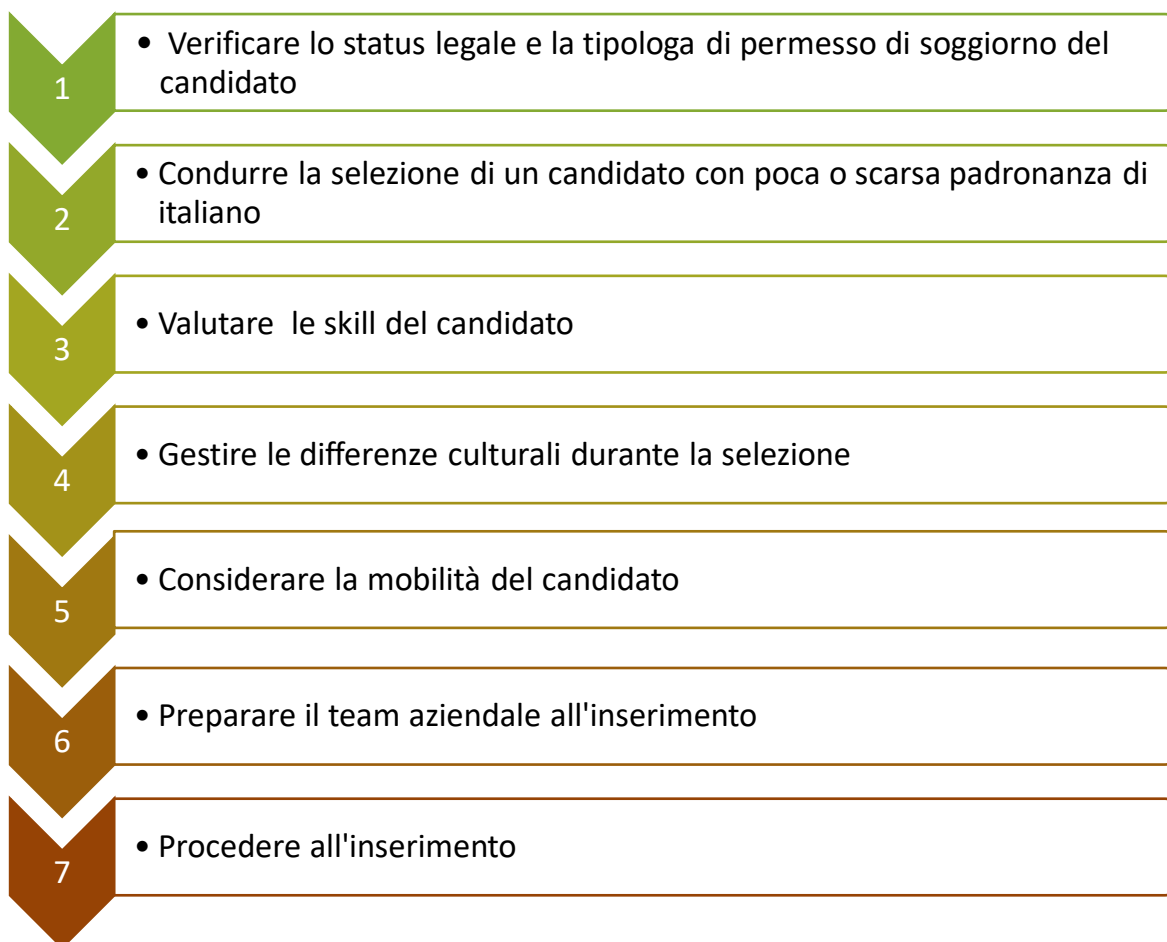 1
• Verificare lo status legale e la tipologa di permesso di soggiorno del
candidato
2
• Condurre la selezione di un candidato con poca o scarsa padronanza di
italiano
3
• Valutare le skill del candidato
4
• Gestire le differenze culturali durante la selezione
5
• Considerare la mobilità del candidato
6
• Preparare il team aziendale all'inserimento
7
• Procedere all'inserimento